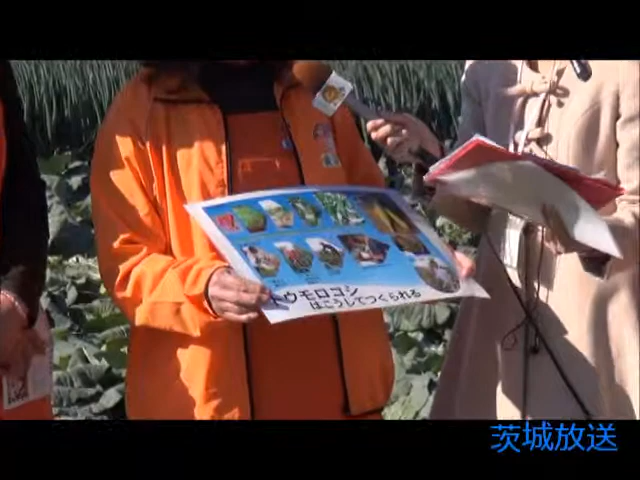 トウモロコシ
はこうしてつくられる
茨城放送